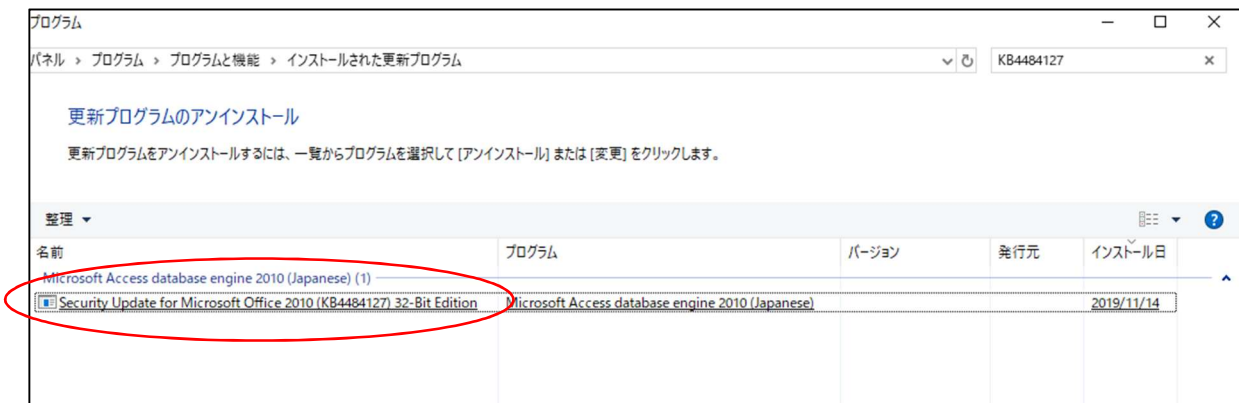 プログラム
パネル › プログラム › プログラムと機能 › インストールされた更新プログラム
KB4484127
更新プログラムのアンインストール
更新プログラムをアンインストールするには、一覧からプログラムを選択して [アンインストール] または [変更] をクリックします。
整理
名前 プログラム バージョン 発行元 インストール日
Microsoft Access database engine 2010 (Japanese) (1)
Security Update for Microsoft Office 2010 (KB4484127) 32-Bit Edition Microsoft Access database engine 2010 (Japanese) 2019/11/14